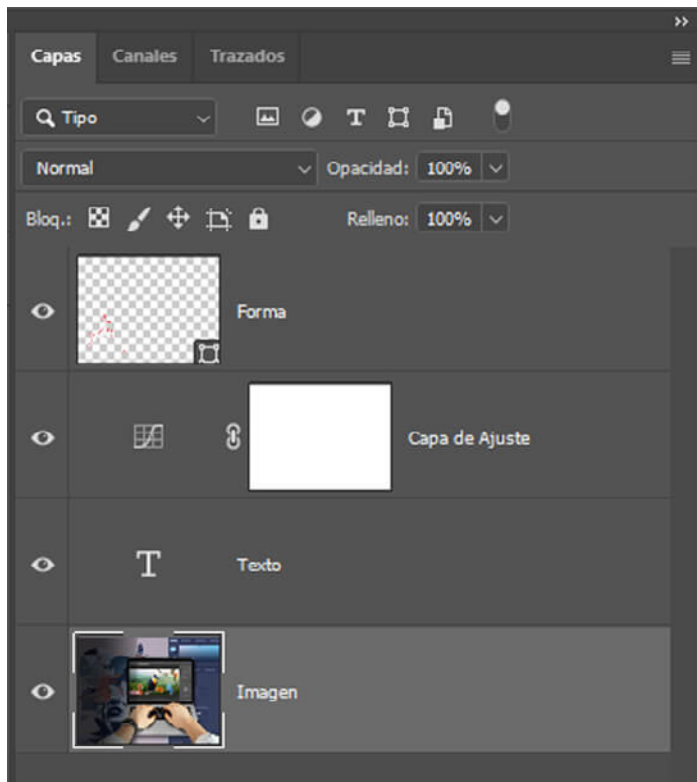 Capas Canales Trazados
Tipo
Normal Opacidad: 100%
Bloq.: Relleno: 100%
Forma
Capa de Ajuste
Texto
Imagen